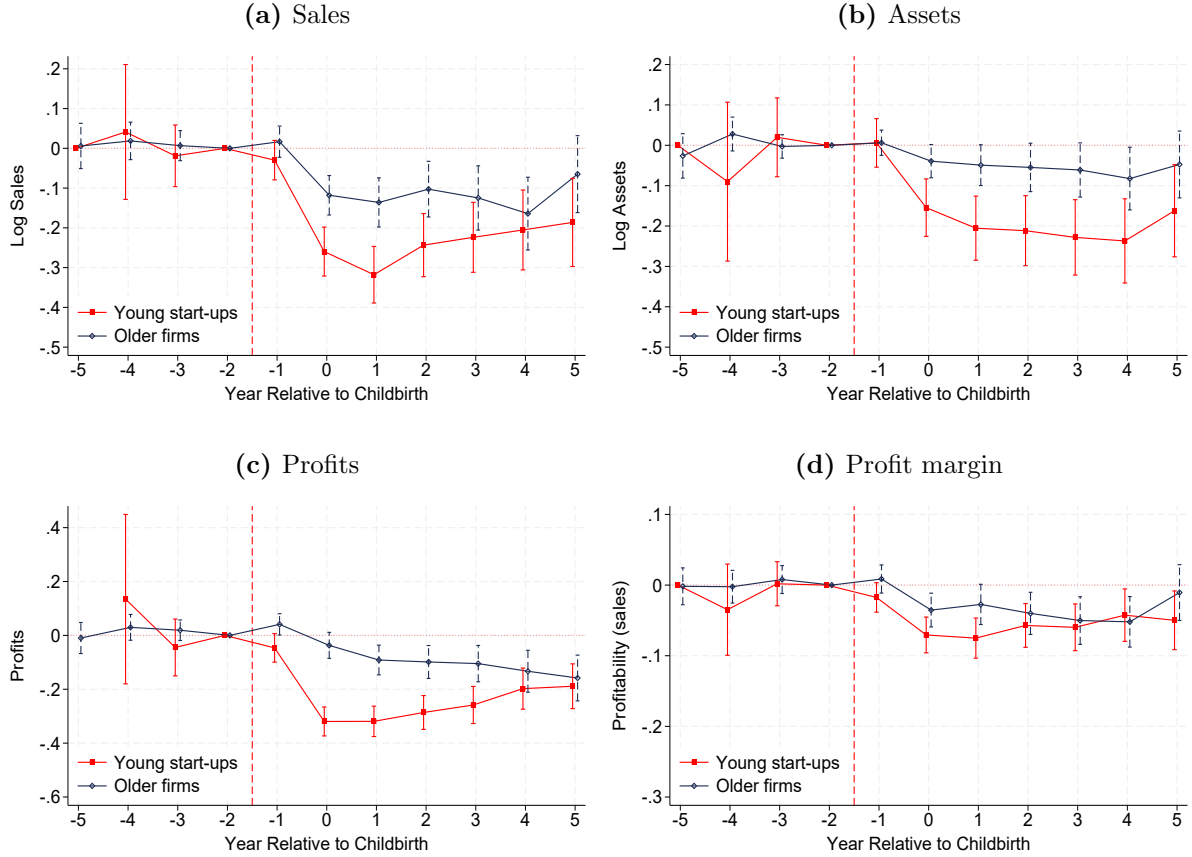 (a) Sales
Log Sales
.2
.1
0
-.1
-.2
-.3
-.4
-.5
Young start-ups
Older firms
-5 -4 -3 -2 -1 0 1 2 3 4 5
Year Relative to Childbirth
(b) Assets
Log Assets
.2
.1
0
-.1
-.2
-.3
-.4
-.5
Young start-ups
Older firms
-5 -4 -3 -2 -1 0 1 2 3 4 5
Year Relative to Childbirth
(c) Profits
Profits
.4
.2
0
-.2
-.4
-.6
Young start-ups
Older firms
-5 -4 -3 -2 -1 0 1 2 3 4 5
Year Relative to Childbirth
(d) Profit margin
Profitability (sales)
.1
0
-.1
-.2
-.3
Young start-ups
Older firms
-5 -4 -3 -2 -1 0 1 2 3 4 5
Year Relative to Childbirth